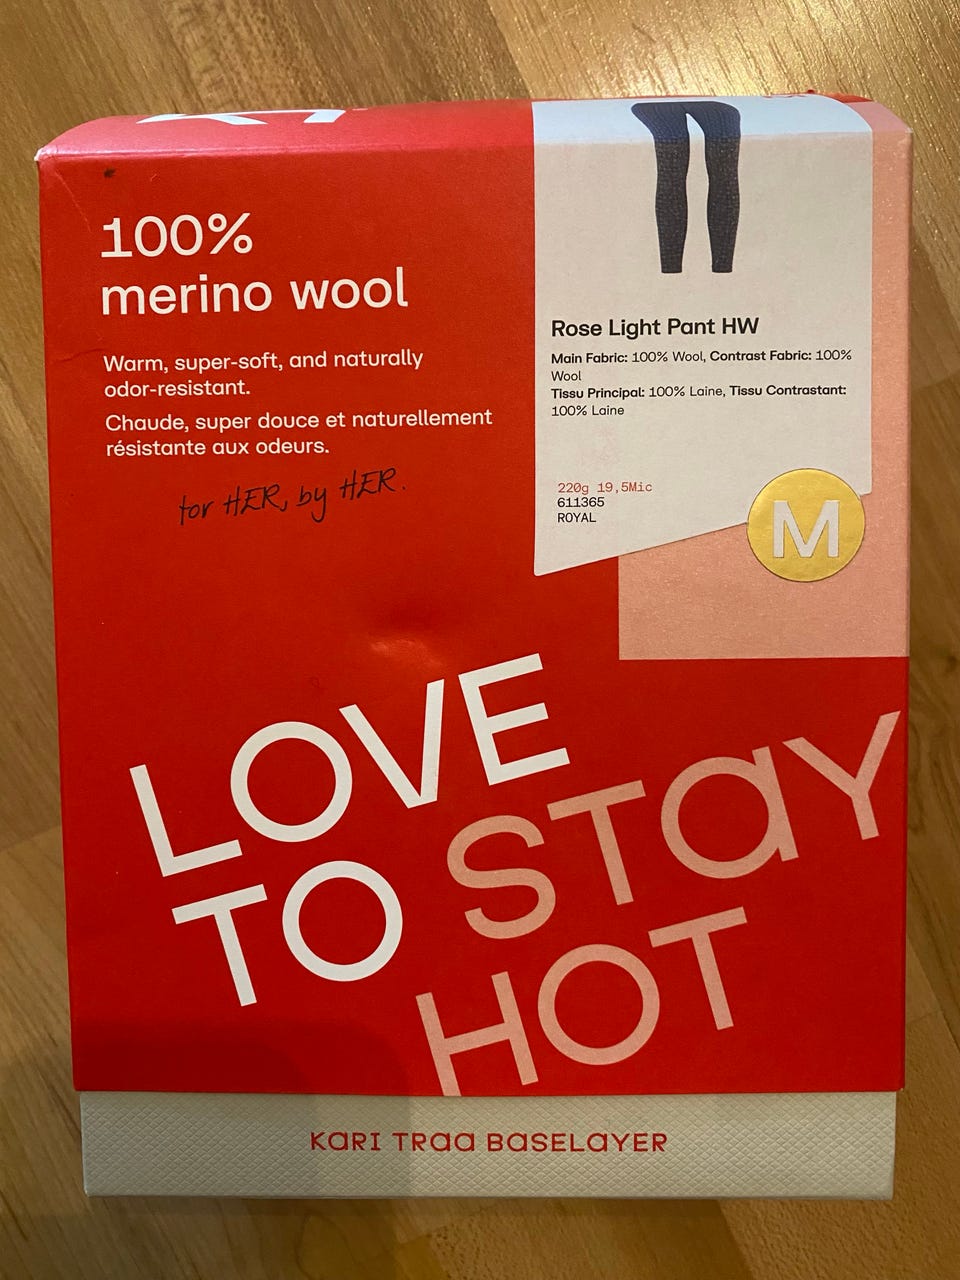 100%
merino wool
Warm, super-soft, and naturally
odor-resistant.
Chaude, super douce et naturellement
résistante aux odeurs.
for HER, by HER.
Rose Light Pant HW
Main Fabric: 100% Wool, Contrast Fabric: 100%
Wool
Tissu Principal: 100% Laine, Tissu Contrastant:
100% Laine
220g 19,5Mic
611365
ROYAL
M
LOVE
TO STAY
HOT
KARI TRAA BASELAYER